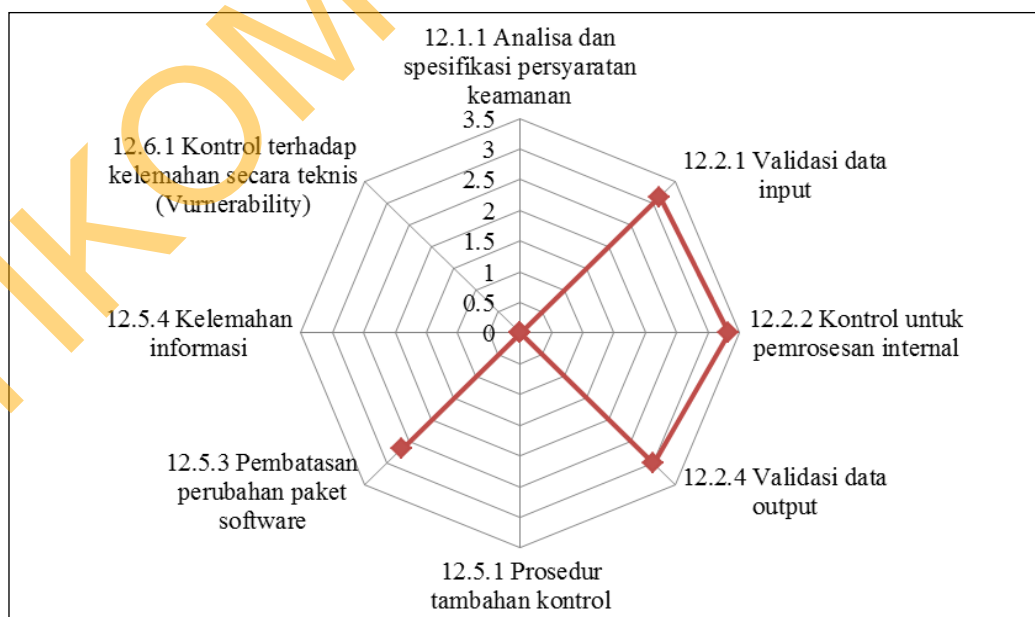 12.1.1 Analisa dan
spesifikasi persyaratan
keamanan
3.5
3
2.5
2
1.5
1
0.5
0
12.2.1 Validasi data
input
12.2.2 Kontrol untuk
pemrosesan internal
12.2.4 Validasi data
output
12.5.1 Prosedur
tambahan kontrol
12.5.3 Pembatasan
perubahan paket
software
12.5.4 Kelemahan
informasi
12.6.1 Kontrol terhadap
kelemahan secara teknis
(Vurnerability)
IKOM